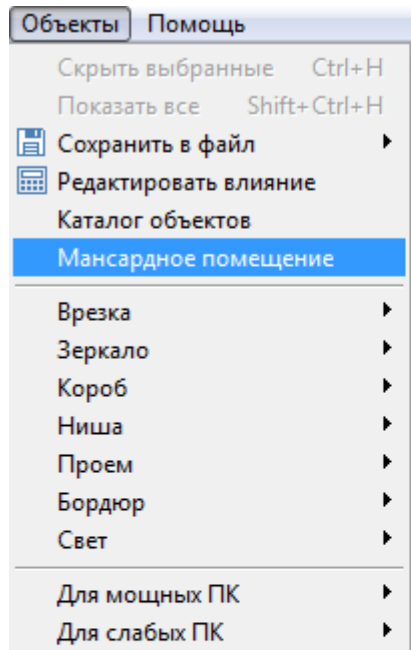 Объекты Помощь
Скрыть выбранные Ctrl+H
Показать все Shift+Ctrl+H
Сохранить в файл
Редактировать влияние
Каталог объектов
Мансардное помещение
Врезка
Зеркало
Короб
Ниша
Проем
Бордюр
Свет
Для мощных ПК
Для слабых ПК